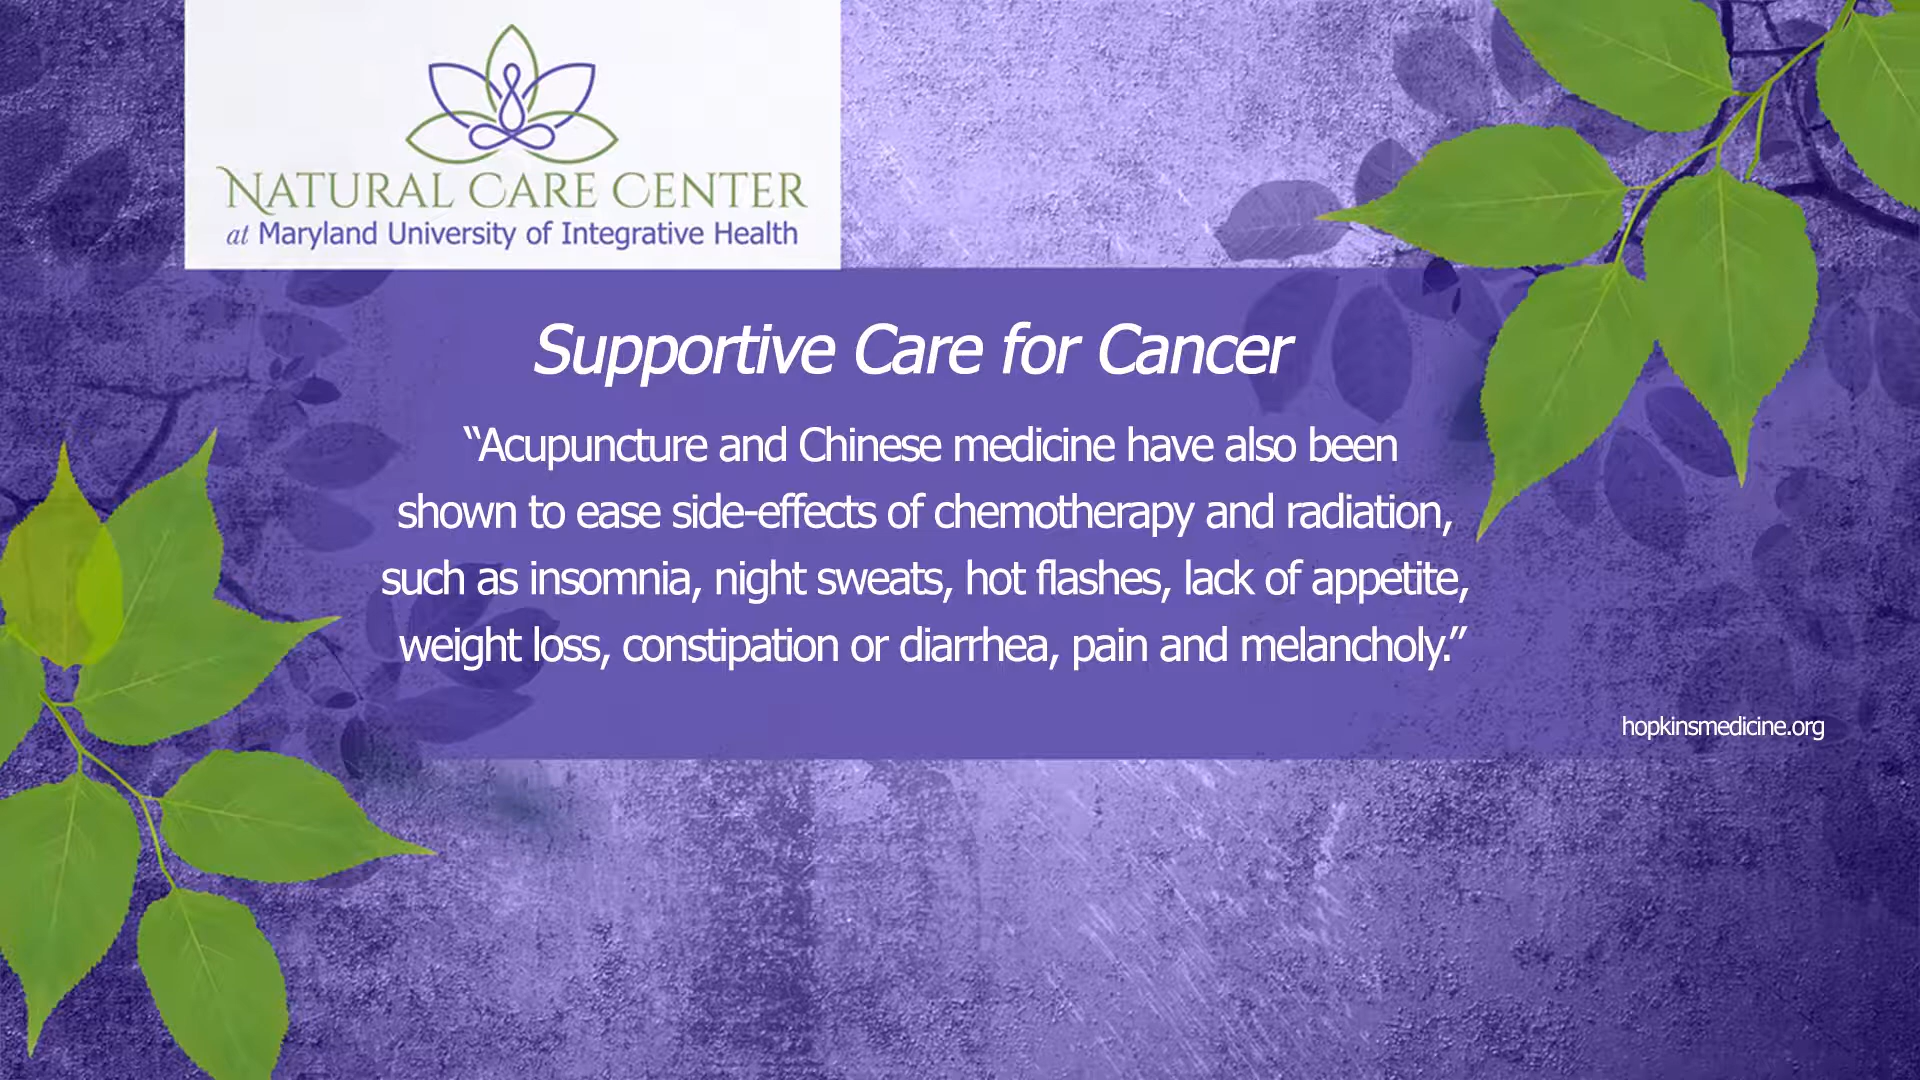 NATURAL CARE CENTER
at Maryland University of Integrative Health
Supportive Care for Cancer
“Acupuncture and Chinese medicine have also been
shown to ease side-effects of chemotherapy and radiation,
such as insomnia, night sweats, hot flashes, lack of appetite,
weight loss, constipation or diarrhea, pain and melancholy.”
hopkinsmedicine.org